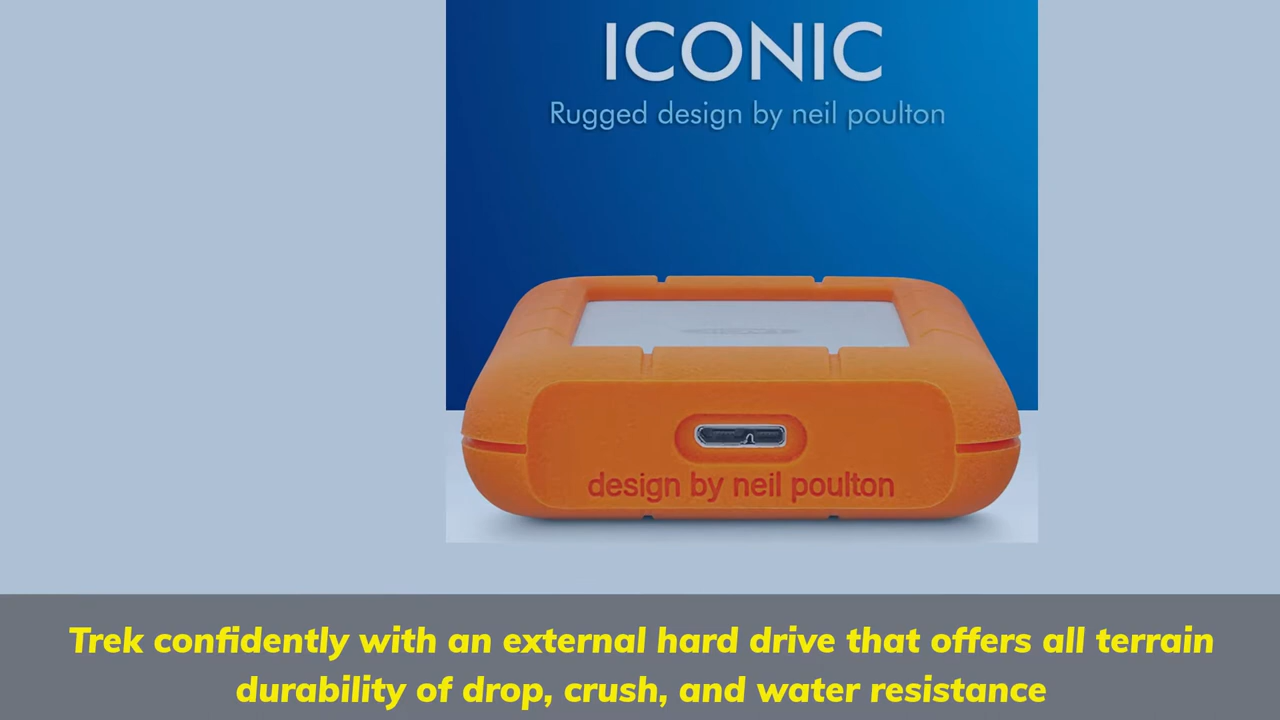 ICONIC
Rugged design by neil poulton
design by neil poulton
Trek confidently with an external hard drive that offers all terrain
durability of drop, crush, and water resistance